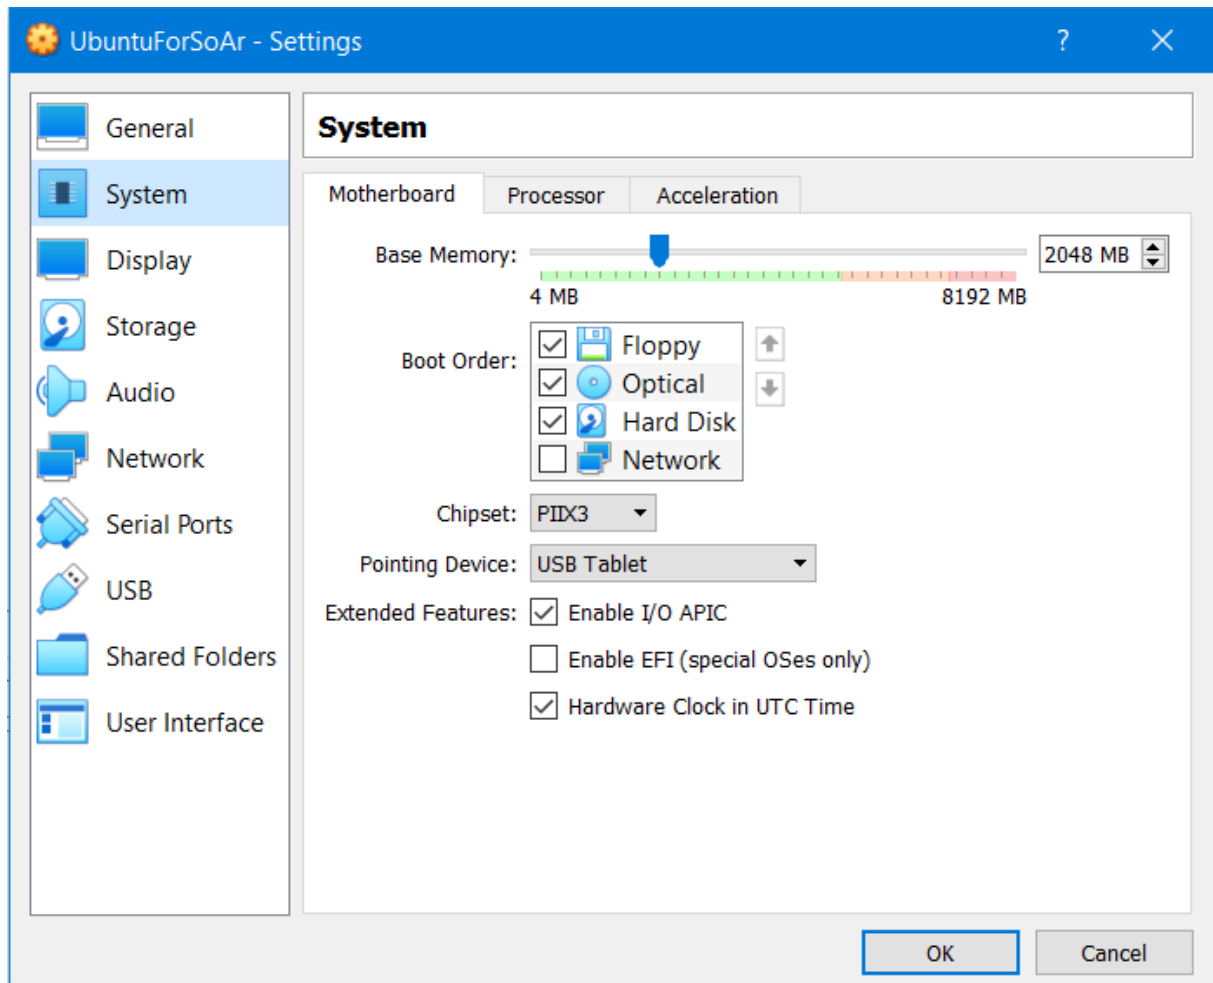 UbuntuForSoAr - Settings
?
General
System
Display
Storage
Audio
Network
Serial Ports
USB
Shared Folders
User Interface
System
Motherboard Processor Acceleration
Base Memory: 2048 MB
4 MB 8192 MB
Boot Order:
Floppy
Optical
Hard Disk
Network
Chipset: PIIX3
Pointing Device: USB Tablet
Extended Features: Enable I/O APIC
Enable EFI (special OSes only)
Hardware Clock in UTC Time
OK Cancel